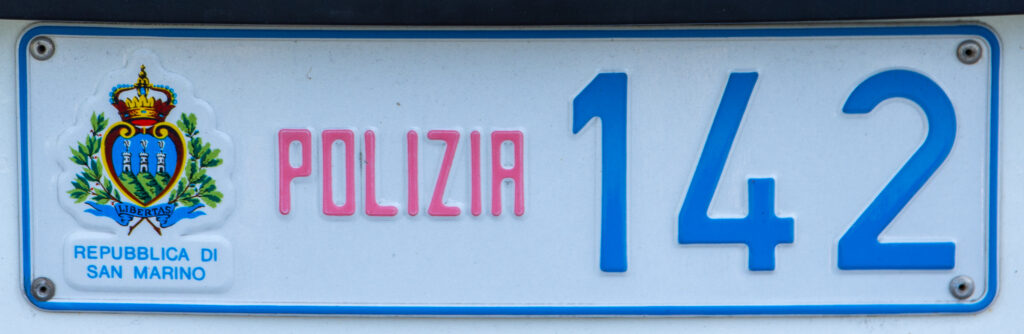 LIBERTAS
REPUBBLICA DI
SAN MARINO
POLIZIA 142